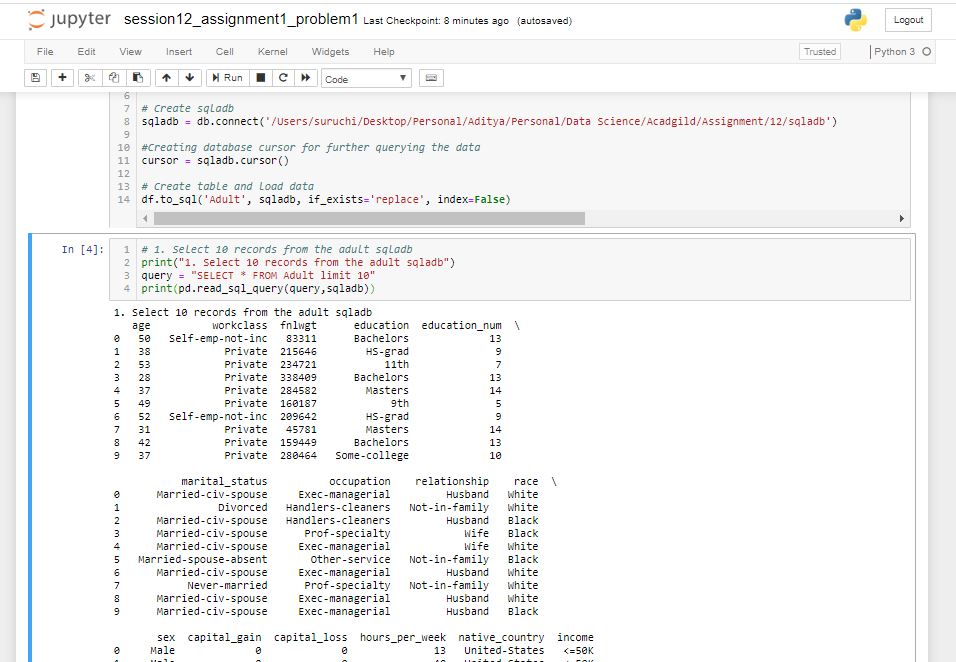 jupyter session12_assignment1_problem1 Last Checkpoint: 8 minutes ago (autosaved)
Logout
File Edit View Insert Cell Kernel Widgets Help
Trusted
Python 3
Run
Code
6
7 # Create sqladb
8 sqladb = db.connect('/Users/suruchi/Desktop/Personal/Aditya/Personal/Data Science/Acadgild/Assignment/12/sqladb')
9
10 #Creating database cursor for further querying the data
11 cursor = sqladb.cursor()
12
13 # Create table and load data
14 df.to_sql('Adult', sqladb, if_exists='replace', index=False)
In [4]:
1 # 1. Select 10 records from the adult sqladb
2 print("1. Select 10 records from the adult sqladb")
3 query = "SELECT * FROM Adult limit 10"
4 print(pd.read_sql_query(query,sqladb))
1. Select 10 records from the adult sqladb
age workclass fnlwgt education education_num \
0 50 Self-emp-not-inc 83311 Bachelors 13
1 38 Private 215646 HS-grad 9
2 53 Private 234721 11th 7
3 28 Private 338409 Bachelors 13
4 37 Private 284582 Masters 14
5 49 Private 160187 9th 5
6 52 Self-emp-not-inc 209642 HS-grad 9
7 31 Private 45781 Masters 14
8 42 Private 159449 Bachelors 13
9 37 Private 280464 Some-college 10
marital_status occupation relationship race \
0 Married-civ-spouse Exec-managerial Husband White
1 Divorced Handlers-cleaners Not-in-family White
2 Married-civ-spouse Handlers-cleaners Husband Black
3 Married-civ-spouse Prof-specialty Wife Black
4 Married-civ-spouse Exec-managerial Wife White
5 Married-spouse-absent Other-service Not-in-family Black
6 Married-civ-spouse Exec-managerial Husband White
7 Never-married Prof-specialty Not-in-family White
8 Married-civ-spouse Exec-managerial Husband White
9 Married-civ-spouse Exec-managerial Husband Black
sex capital_gain capital_loss hours_per_week native_country income
0 Male 0 0 13 United-States <=50K